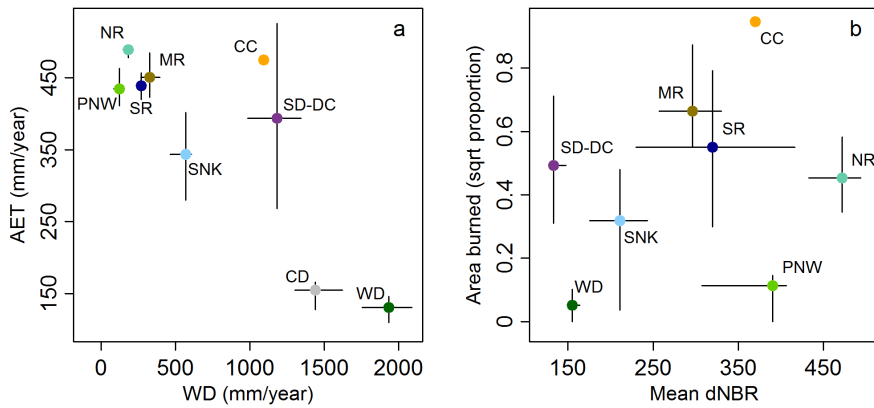 a
NR
CC
MR
PNW
SR
SD-DC
SNK
CD
WD
450
350
250
150
AET (mm/year)
0 500 1000 1500 2000
WD (mm/year)
b
CC
MR
SR
SD-DC
NR
SNK
PNW
WD
0.8
0.6
0.4
0.2
0
Area burned (sqrt proportion)
150 250 350 450
Mean dNBR